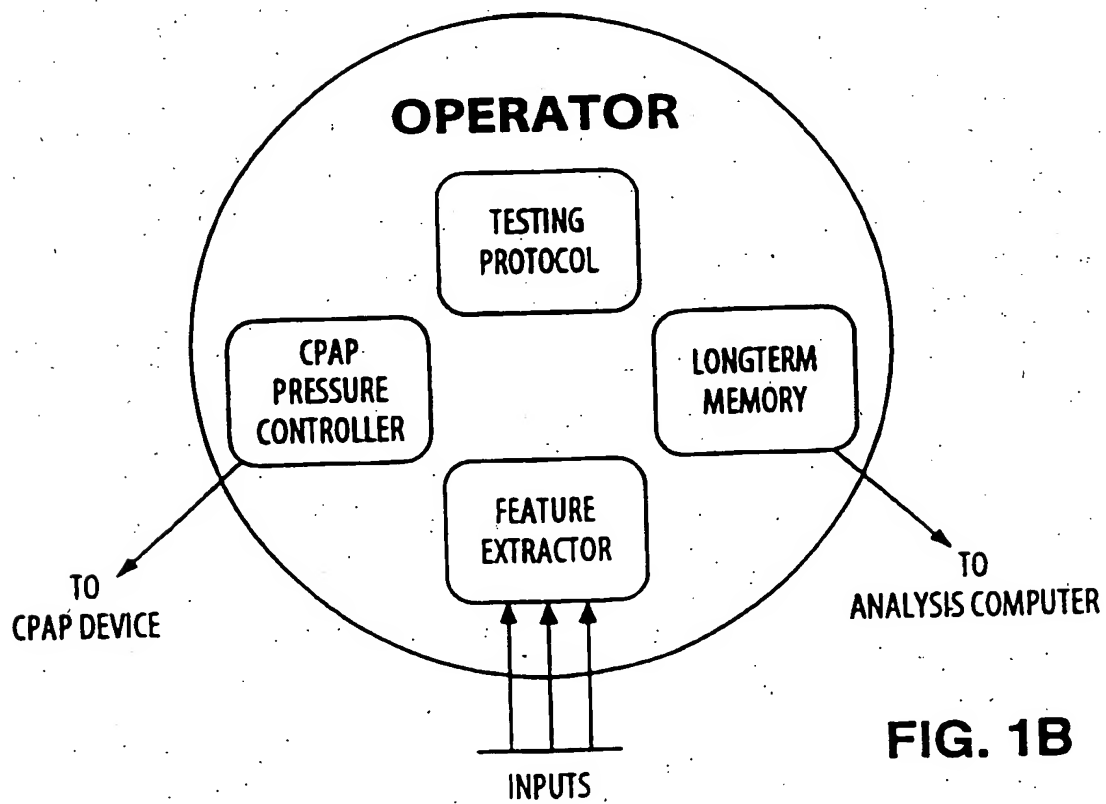 OPERATOR
TESTING
PROTOCOL
CPAP
PRESSURE
CONTROLLER
LONGTERM
MEMORY
FEATURE
EXTRACTOR
TO
CPAP DEVICE
TO
ANALYSIS COMPUTER
INPUTS
FIG. 1B